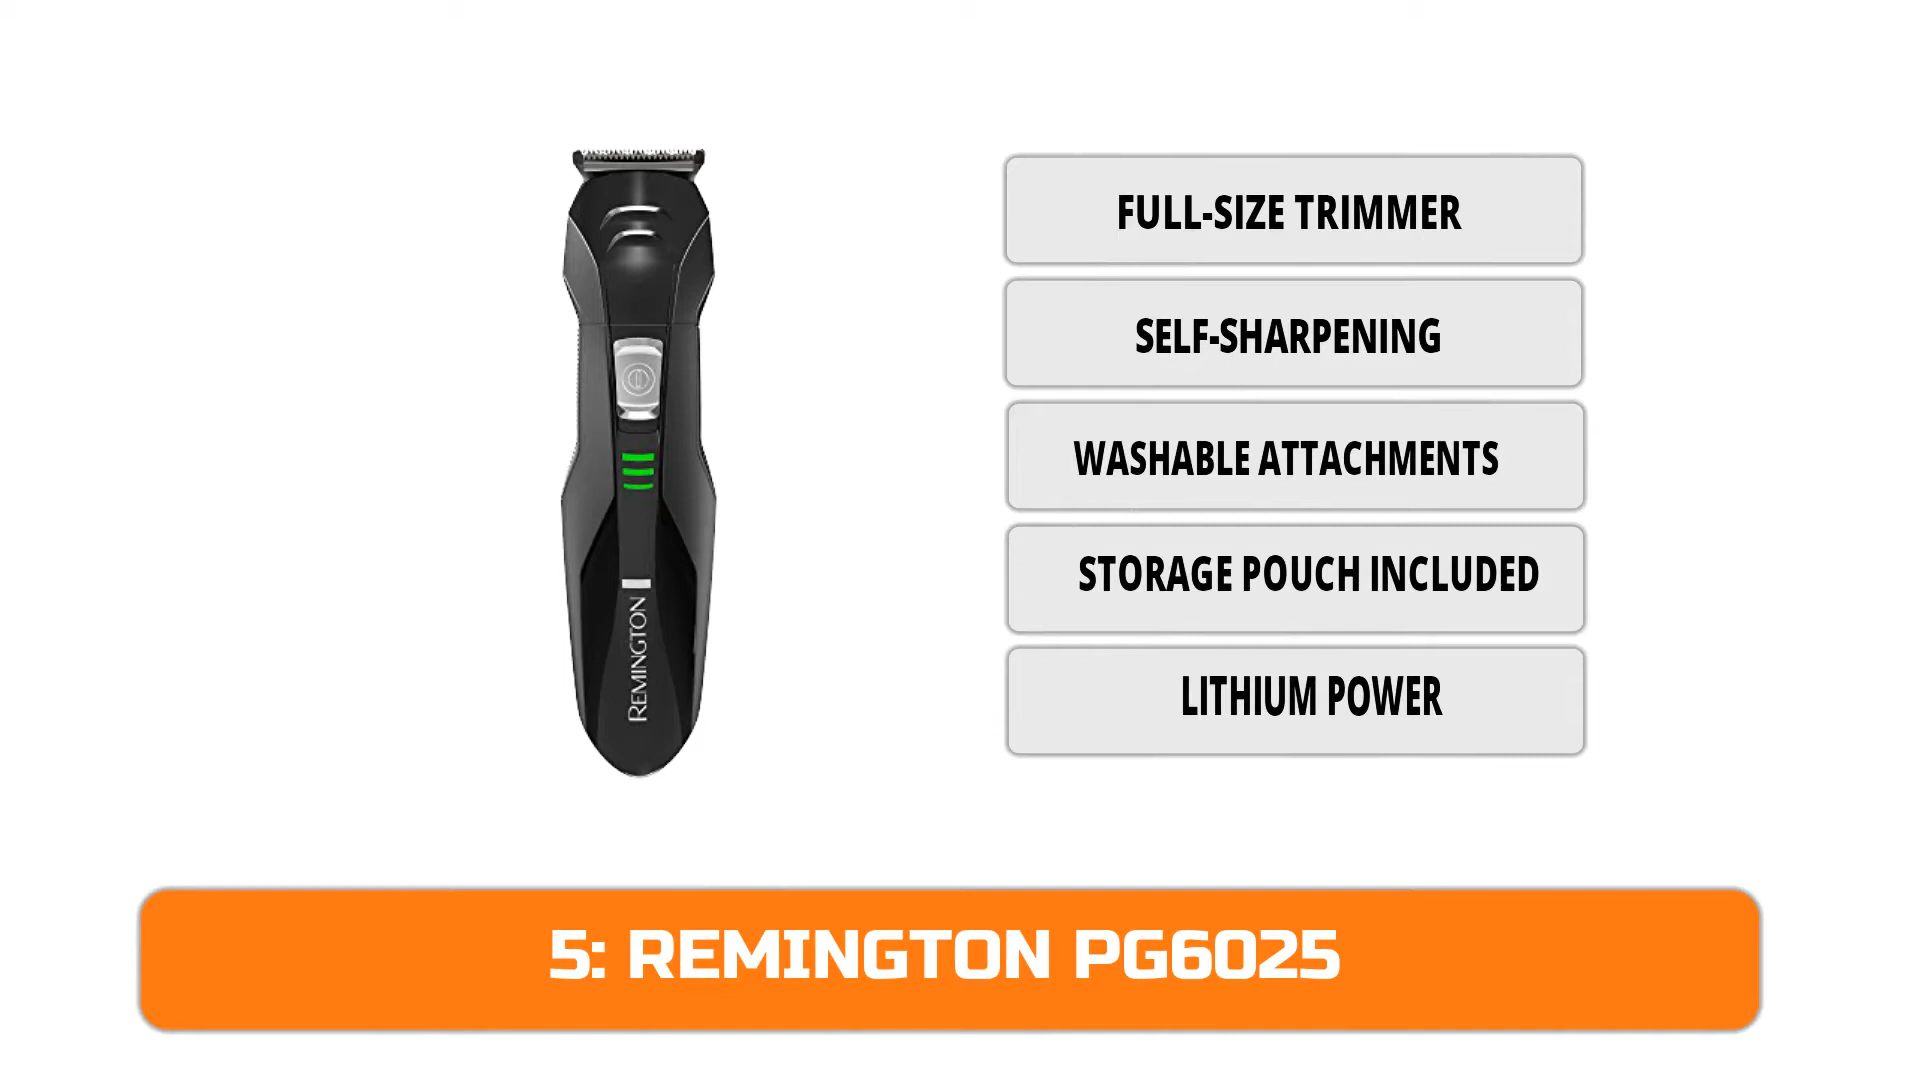 REMINGTON
FULL-SIZE TRIMMER
SELF-SHARPENING
WASHABLE ATTACHMENTS
STORAGE POUCH INCLUDED
LITHIUM POWER
5: REMINGTON PG6025